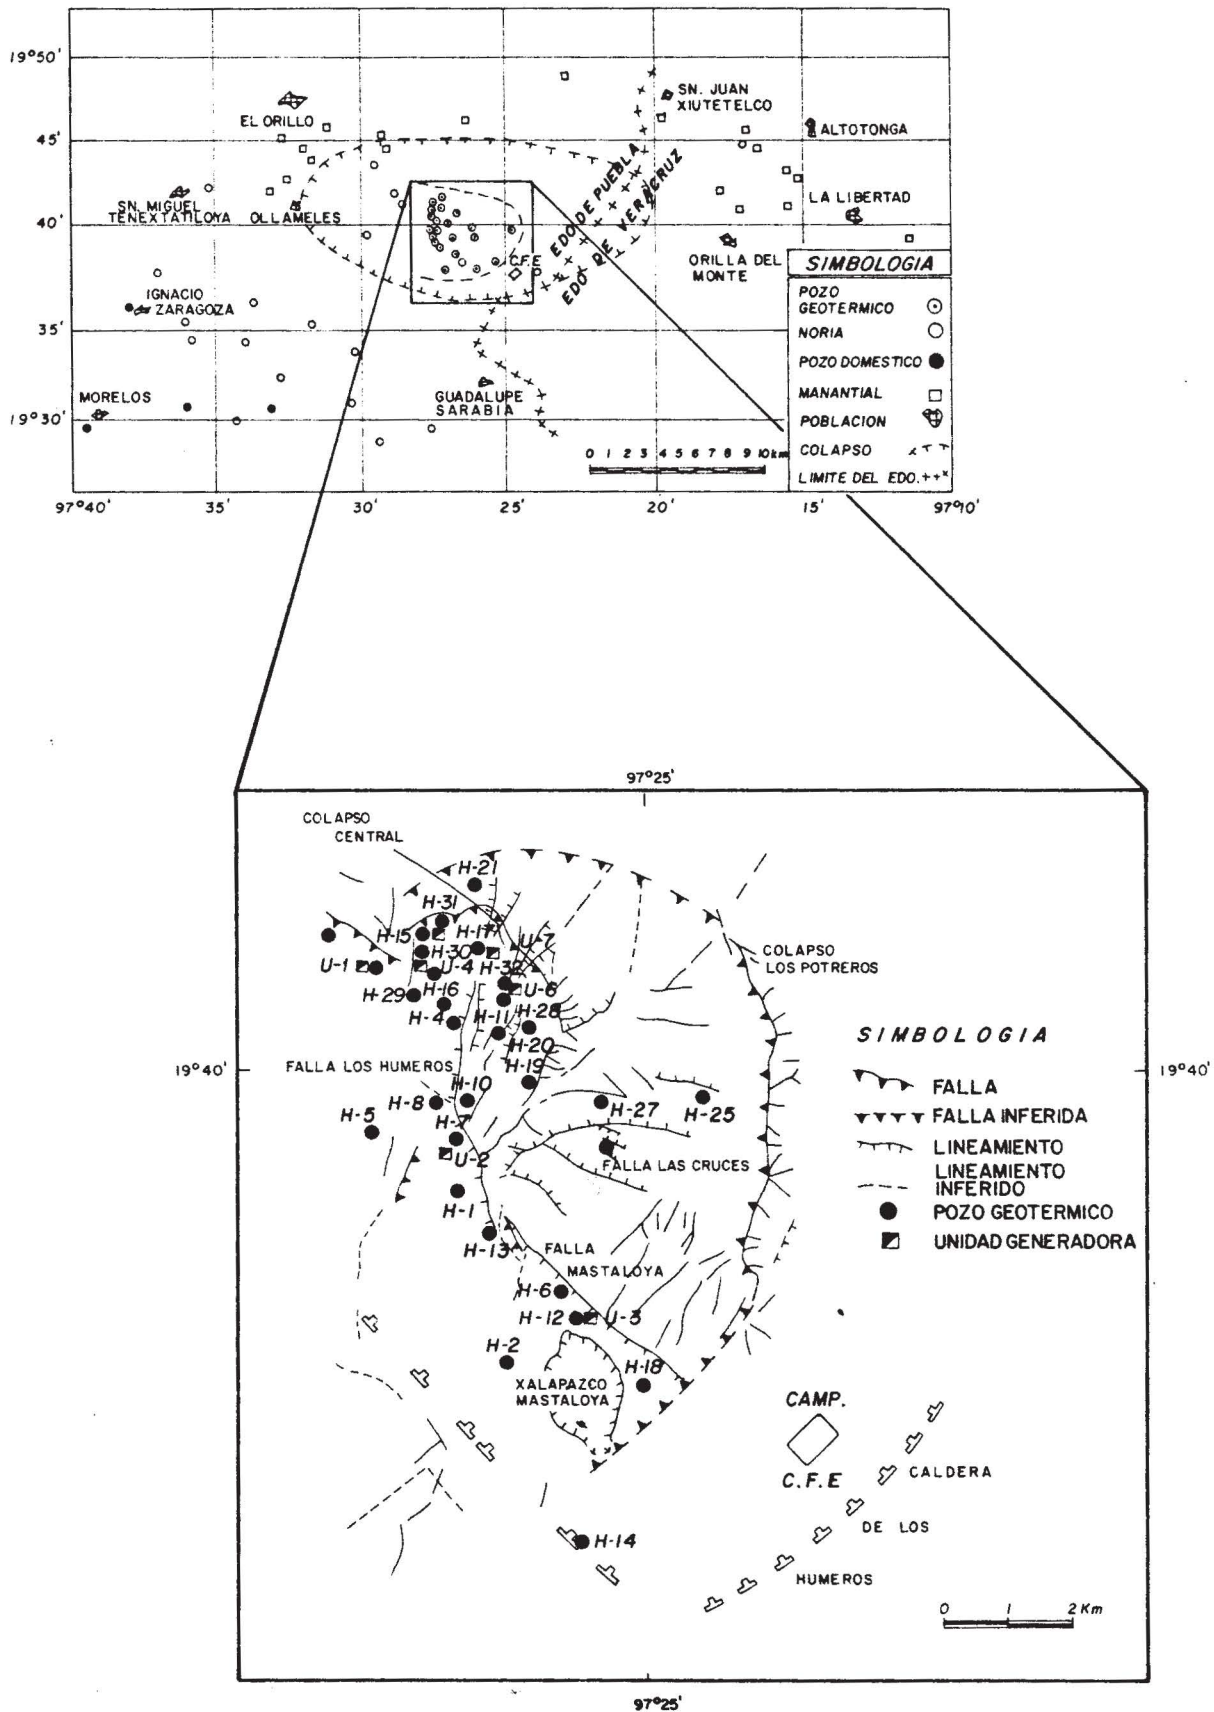 19°50'
SN. JUAN
XIUTETELCO
EL ORILLO
45'
ALTOTONGA
EDO DE PUEBLA
EDO DE VERACRUZ
SN. MIGUEL
TENEXTATILOYA
OLLAMELES
LA LIBERTAD
40'
C.F.E
ORILLA DEL
MONTE
SIMBOLOGIA
IGNACIO
ZARAGOZA
POZO
GEOTERMICO
NORIA
35'
POZO DOMESTICO
MORELOS
GUADALUPE
SARABIA
MANANTIAL
19°30'
POBLACION
COLAPSO
0 1 2 3 4 5 6 7 8 9 10 km
LIMITE DEL EDO.
97°40' 35' 30' 25' 20' 15' 97°10'
97°25'
COLAPSO
CENTRAL
H-21
H-31
H-15
H-17
U-7
H-30
U-1
U-4
H-32
COLAPSO
LOS POTREROS
H-29
H-16
U-6
H-4
H-11
H-28
H-20
SIMBOLOGIA
19°40'
FALLA LOS HUMEROS
H-19
19°40'
H-10
FALLA
H-8
H-27
H-25
H-5
H-7
FALLA INFERIDA
U-2
FALLA LAS CRUCES
LINEAMIENTO
LINEAMIENTO
INFERIDO
H-1
POZO GEOTERMICO
H-13
UNIDAD GENERADORA
FALLA
MASTALOYA
H-6
H-12
U-3
H-2
H-18
XALAPAZCO
MASTALOYA
CAMP.
C.F.E
CALDERA
DE LOS
HUMEROS
H-14
0 1 2 Km
97°25'